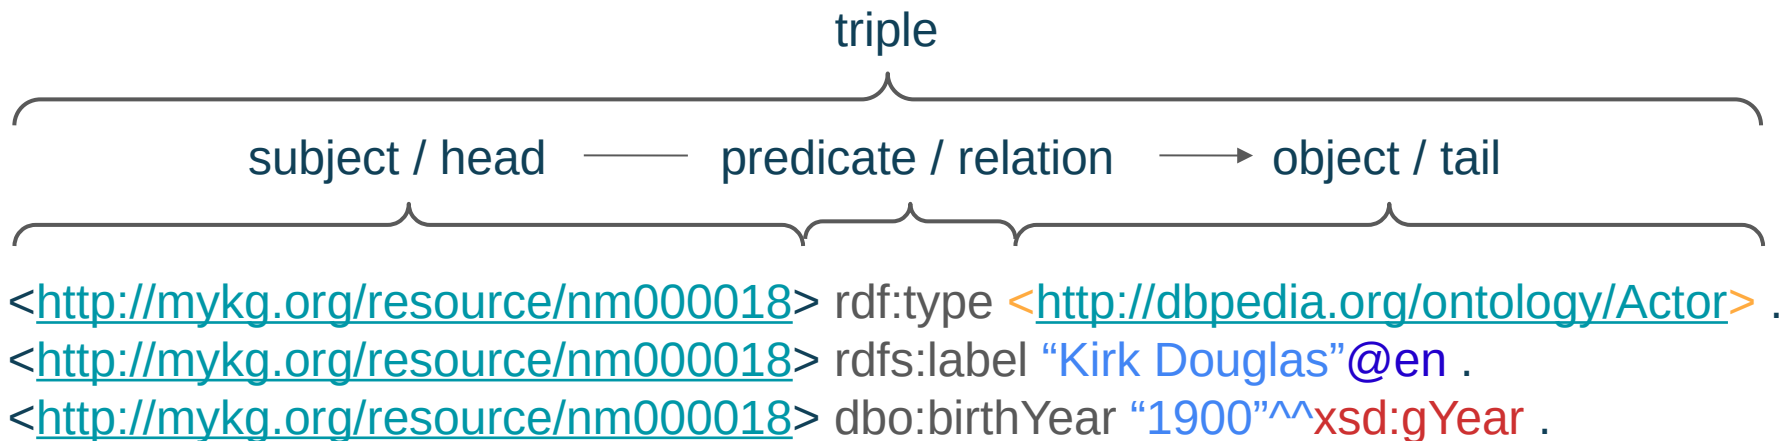 triple
subject / head predicate / relation object / tail
<http://mykg.org/resource/nm000018> rdf:type <http://dbpedia.org/ontology/Actor> .
<http://mykg.org/resource/nm000018> rdfs:label “Kirk Douglas”@en .
<http://mykg.org/resource/nm000018> dbo:birthYear “1900”^^xsd:gYear .